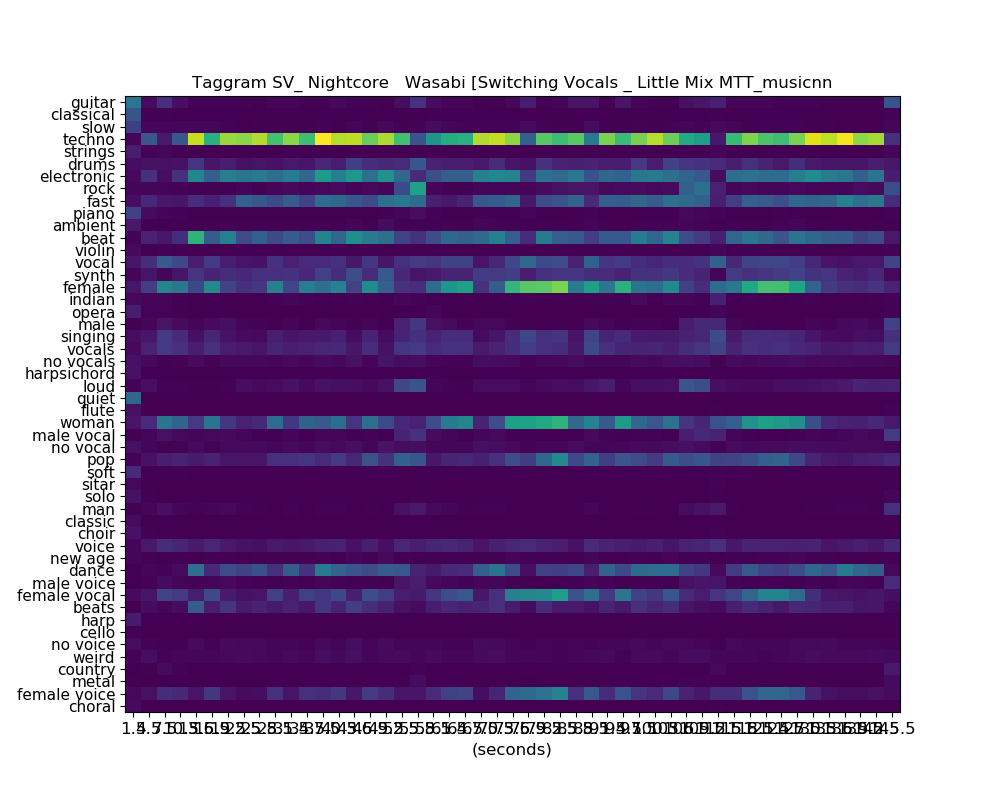 Taggram SV_ Nightcore   Wasabi [Switching Vocals _ Little Mix MTT_musicnn
guitar
classical
slow
techno
strings
drums
electronic
rock
fast
piano
ambient
beat
violin
vocal
synth
female
indian
opera
male
singing
vocals
no vocals
harpsichord
loud
quiet
flute
woman
male vocal
no vocal
pop
soft
sitar
solo
man
classic
choir
voice
new age
dance
male voice
female vocal
beats
harp
cello
no voice
weird
country
metal
female voice
choral
(seconds)